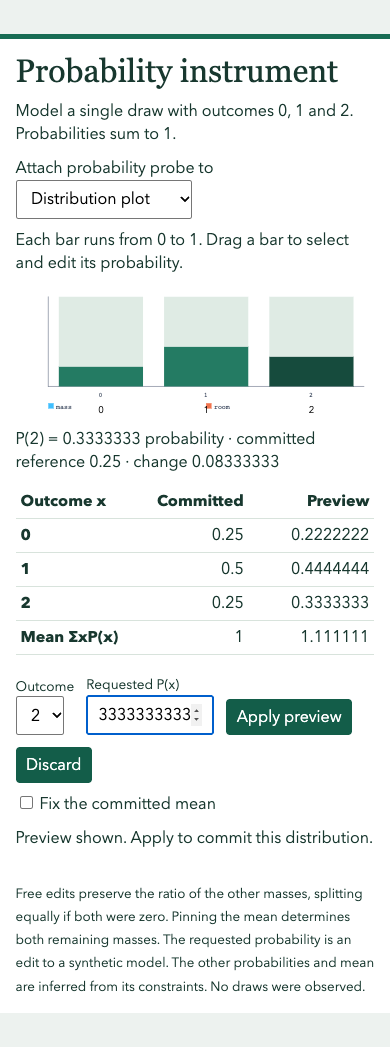 Probability instrument
Model a single draw with outcomes 0, 1 and 2.
Probabilities sum to 1.
Attach probability probe to
Distribution plot
Each bar runs from 0 to 1. Drag a bar to select
and edit its probability.
0 1 2
mass room
0 1 2
P(2) = 0.3333333 probability · committed
reference 0.25 · change 0.08333333
Outcome x Committed Preview
0 0.25 0.2222222
1 0.5 0.4444444
2 0.25 0.3333333
Mean ΣxP(x) 1 1.111111
Outcome Requested P(x)
2 3333333333 Apply preview
Discard
Fix the committed mean
Preview shown. Apply to commit this distribution.
Free edits preserve the ratio of the other masses, splitting
equally if both were zero. Pinning the mean determines
both remaining masses. The requested probability is an
edit to a synthetic model. The other probabilities and mean
are inferred from its constraints. No draws were observed.